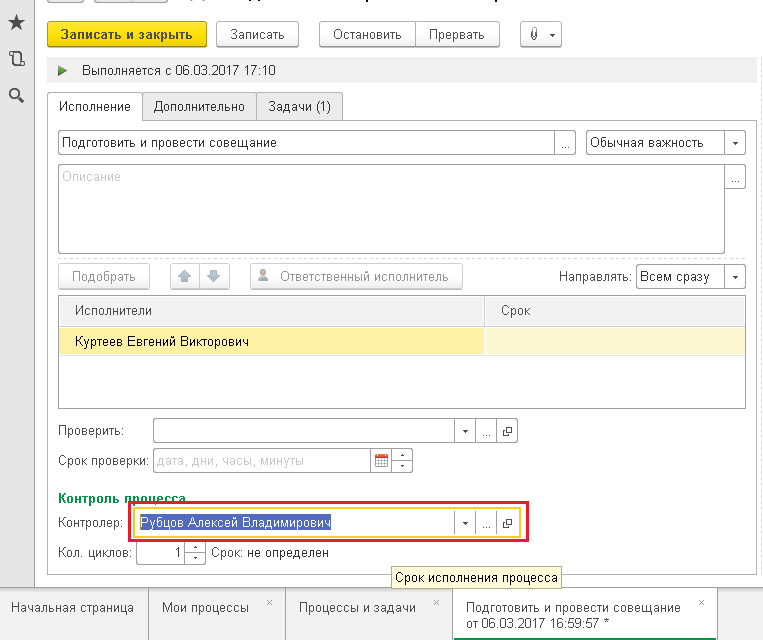 Записать и закрыть Записать Остановить Прервать
Выполняется с 06.03.2017 17:10
Исполнение Дополнительно Задачи (1)
Подготовить и провести совещание ... Обычная важность
Описание ...
Подобрать Ответственный исполнитель Направлять: Всем сразу
Исполнители Срок
Куртеев Евгений Викторович
Проверить: ...
Срок проверки: дата, дни, часы, минуты
Контроль процесса
Контролер: Рубцов Алексей Владимирович ...
Кол. циклов: 1 Срок: не определен
Срок исполнения процесса
Начальная страница Мои процессы × Процессы и задачи × Подготовить и провести совещание ×
от 06.03.2017 16:59:57 *